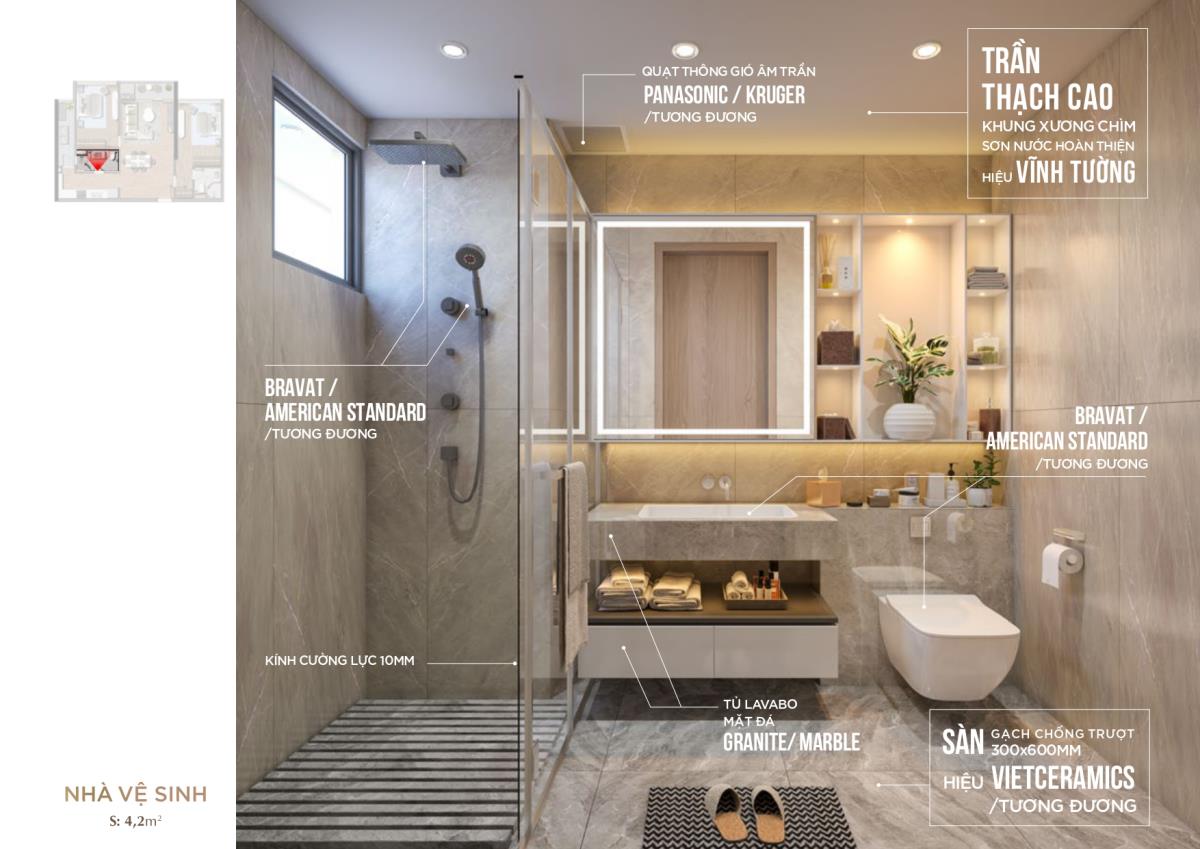 QUẠT THÔNG GIÓ ÂM TRẦN
PANASONIC / KRUGER
/TƯƠNG ĐƯƠNG
TRẦN
THẠCH CAO
KHUNG XƯƠNG CHÌM
SƠN NƯỚC HOÀN THIỆN
HIỆU VĨNH TƯỜNG
BRAVAT /
AMERICAN STANDARD
/TƯƠNG ĐƯƠNG
BRAVAT /
AMERICAN STANDARD
/TƯƠNG ĐƯƠNG
KÍNH CƯỜNG LỰC 10MM
TỦ LAVABO
MẶT ĐÁ
GRANITE/ MARBLE
SÀN GẠCH CHỐNG TRƯỢT
300x600MM
HIỆU VIETCERAMICS
/TƯƠNG ĐƯƠNG
NHÀ VỆ SINH
S: 4,2m²